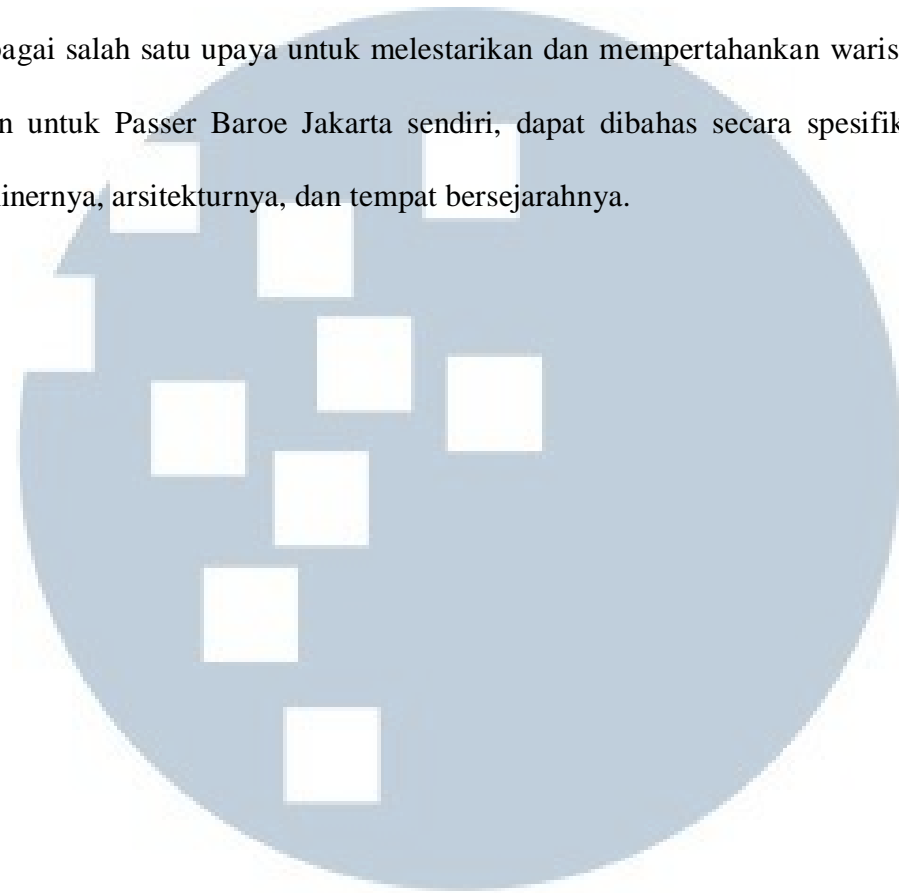 bagai salah satu upaya untuk melestarikan dan mempertahankan waris
n untuk Passer Baroe Jakarta sendiri, dapat dibahas secara spesifik
inernya, arsitekturnya, dan tempat bersejarahnya.